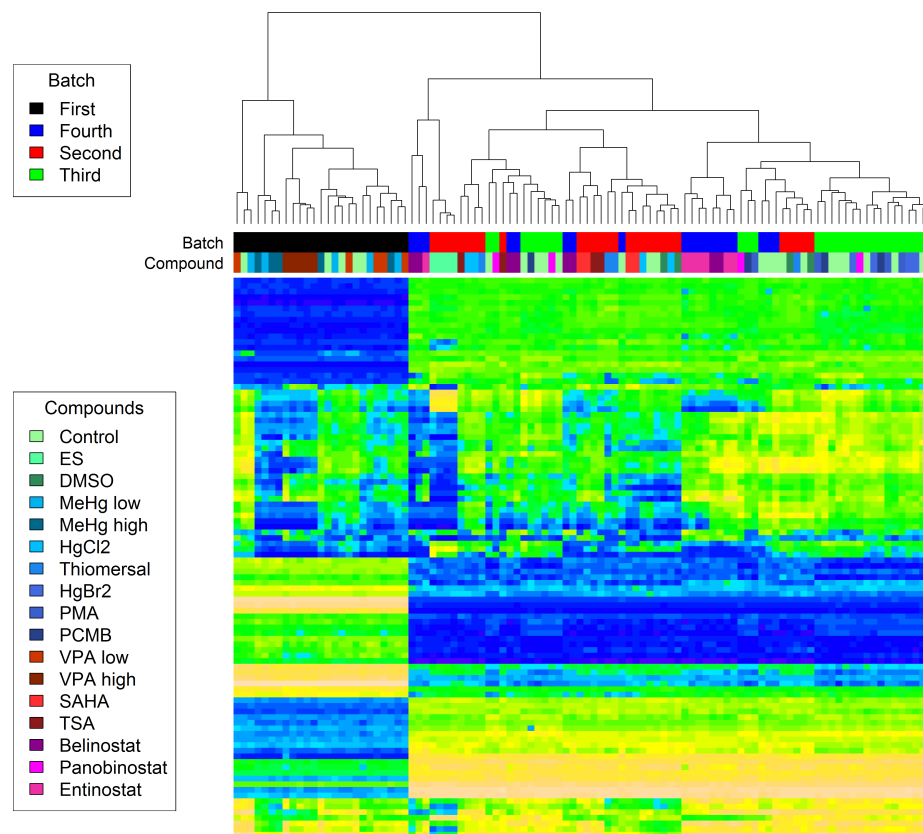 Batch
First
Fourth
Second
Third
Batch
Compound
Compounds
Control
ES
DMSO
MeHg low
MeHg high
HgCl2
Thiomersal
HgBr2
PMA
PCMB
VPA low
VPA high
SAHA
TSA
Belinostat
Panobinostat
Entinostat